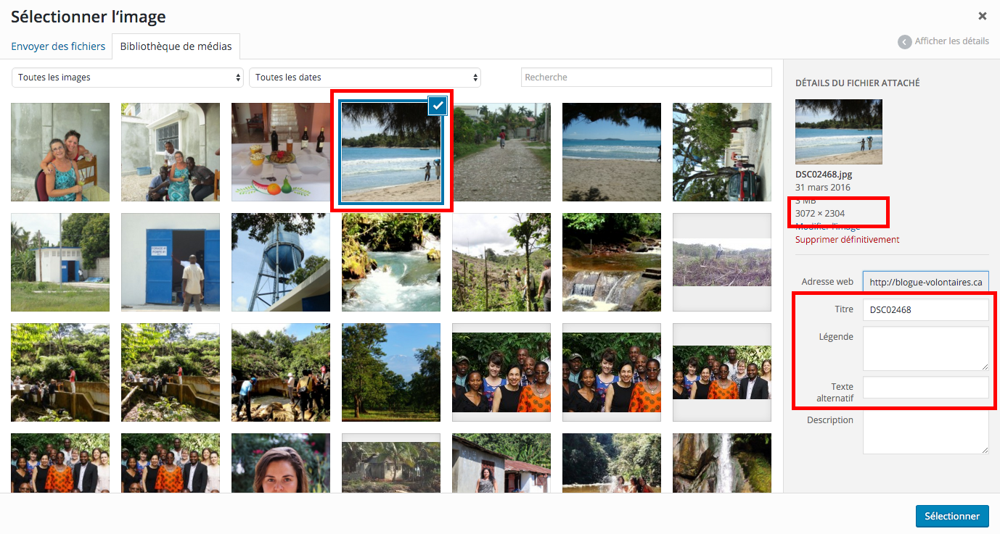 Sélectionner l‘image
Envoyer des fichiers
Bibliothèque de médias
Afficher les détails
Toutes les images
Toutes les dates
Recherche
DÉTAILS DU FICHIER ATTACHÉ
DSC02468.jpg
31 mars 2016
3 MB
3072 × 2304
Modifier l'image
Supprimer définitivement
Adresse web
http://blogue-volontaires.ca
Titre
DSC02468
Légende
Texte
alternatif
Description
Sélectionner